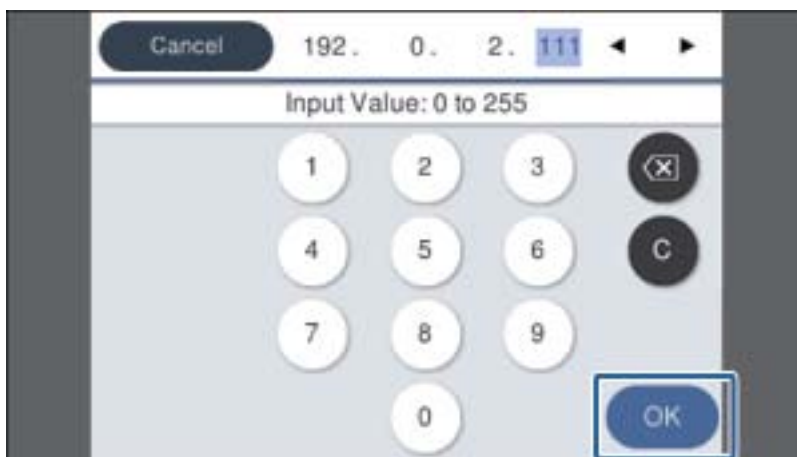 Cancel 192. 0. 2. 111 ◀ ▶
Input Value: 0 to 255
1 2 3
4 5 6 C
7 8 9
0 OK